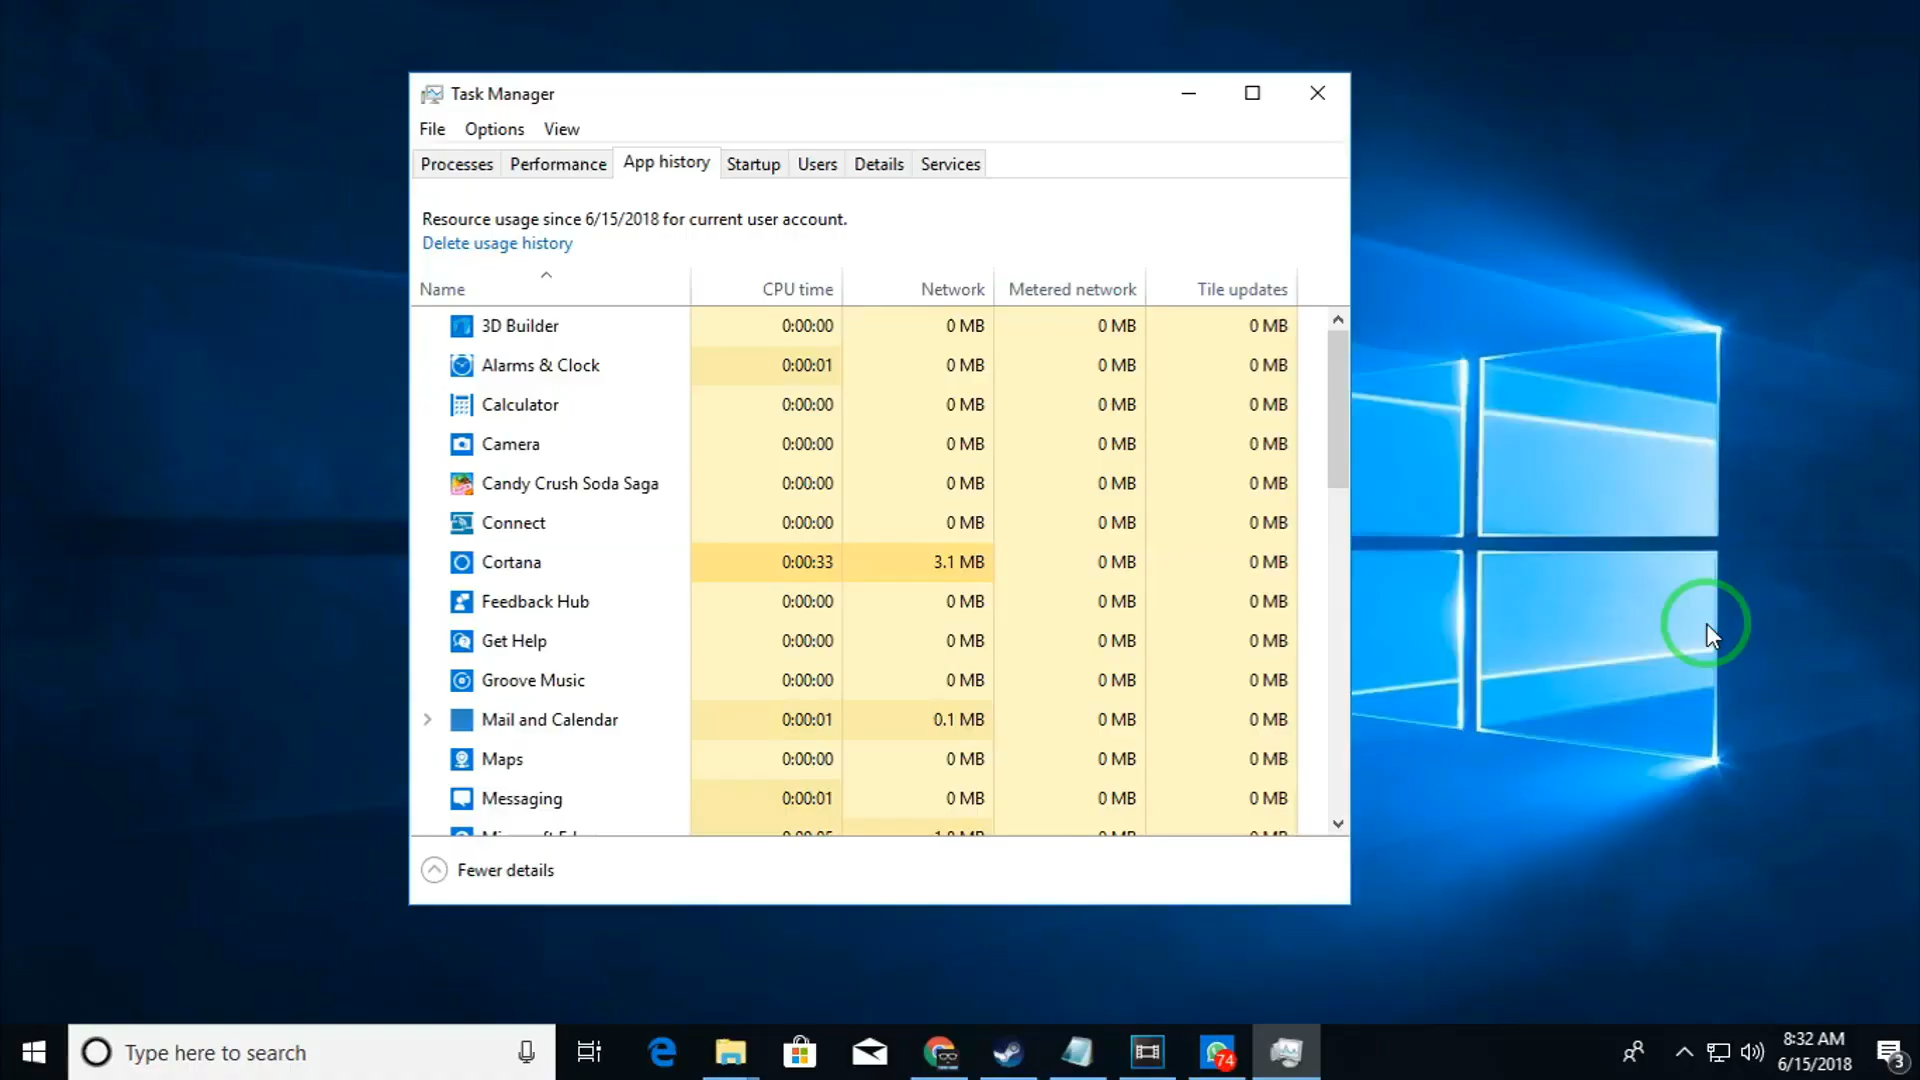 Task Manager
File Options View
Processes Performance App history Startup Users Details Services
Resource usage since 6/15/2018 for current user account.
Delete usage history
Name CPU time Network Metered network Tile updates
3D Builder 0:00:00 0 MB 0 MB 0 MB
Alarms & Clock 0:00:01 0 MB 0 MB 0 MB
Calculator 0:00:00 0 MB 0 MB 0 MB
Camera 0:00:00 0 MB 0 MB 0 MB
Candy Crush Soda Saga 0:00:00 0 MB 0 MB 0 MB
Connect 0:00:00 0 MB 0 MB 0 MB
Cortana 0:00:33 3.1 MB 0 MB 0 MB
Feedback Hub 0:00:00 0 MB 0 MB 0 MB
Get Help 0:00:00 0 MB 0 MB 0 MB
Groove Music 0:00:00 0 MB 0 MB 0 MB
Mail and Calendar 0:00:01 0.1 MB 0 MB 0 MB
Maps 0:00:00 0 MB 0 MB 0 MB
Messaging 0:00:01 0 MB 0 MB 0 MB
Fewer details
Type here to search
74
8:32 AM
6/15/2018
3